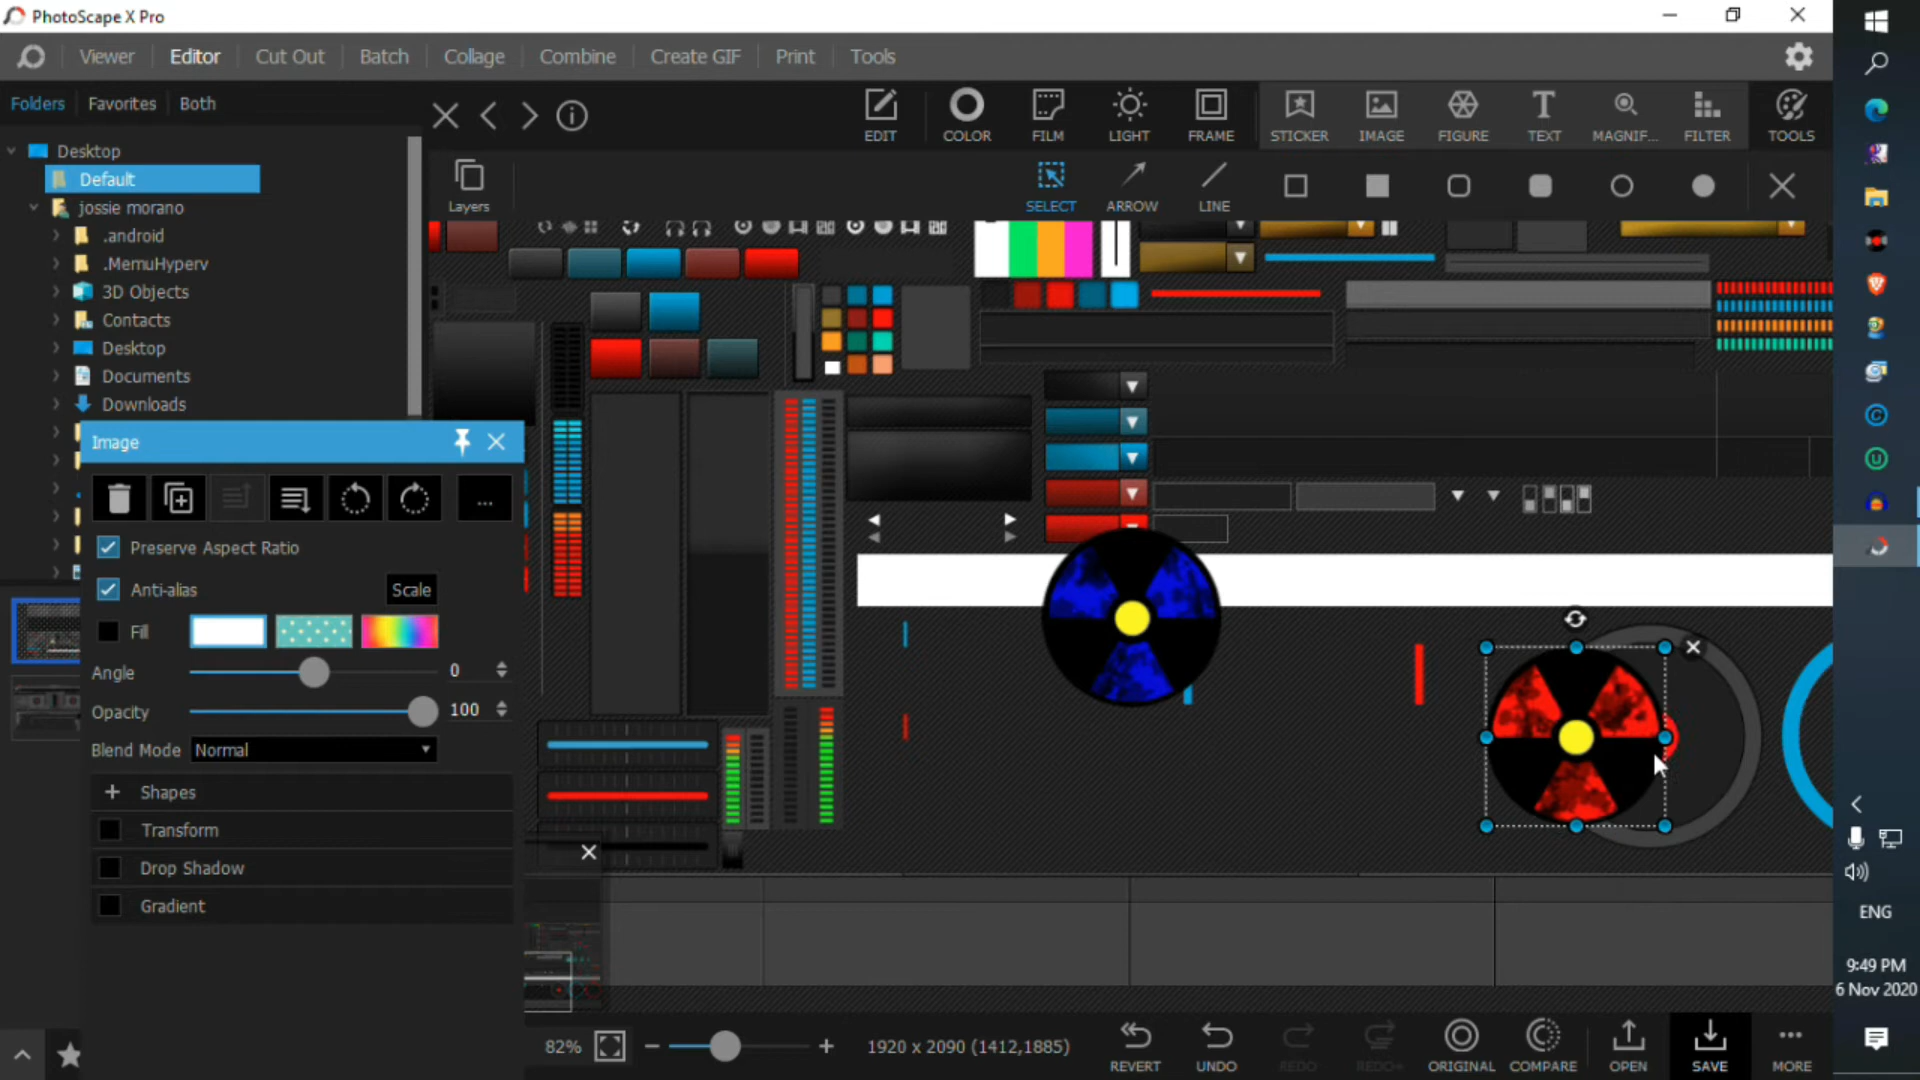 PhotoScape X Pro
Viewer Editor Cut Out Batch Collage Combine Create GIF Print Tools
Folders Favorites Both
EDIT COLOR FILM LIGHT FRAME STICKER IMAGE FIGURE TEXT MAGNIF... FILTER TOOLS
Layers SELECT ARROW LINE
Desktop
Default
jossie morano
.android
.MemuHyperv
3D Objects
Contacts
Desktop
Documents
Downloads
Image
...
Preserve Aspect Ratio
Anti-alias Scale
Fill
Angle 0
Opacity 100
Blend Mode Normal
Shapes
Transform
Drop Shadow
Gradient
82% 1920 x 2090 (1412,1885)
REVERT UNDO REDO REDO+ ORIGINAL COMPARE OPEN SAVE MORE
ENG
9:49 PM
6 Nov 2020